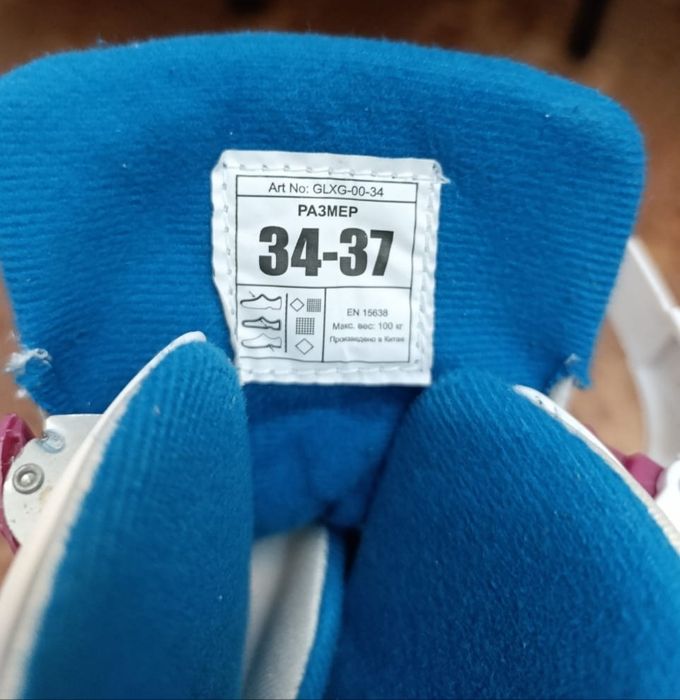 Art No: GLXG-00-34
РАЗМЕР
34-37
EN 15638
Макс. вес: 100 кг
Произведено в Китае